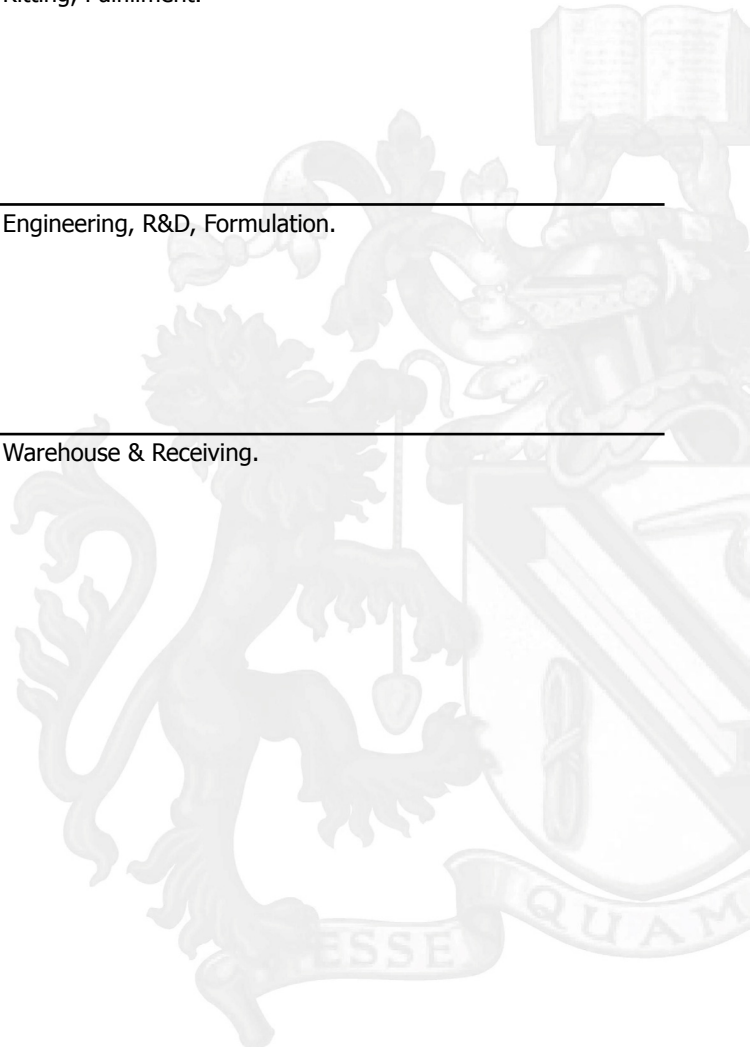 Kitting, Fulfillment.
Engineering, R&D, Formulation.
Warehouse & Receiving.
ESSE
QUAM